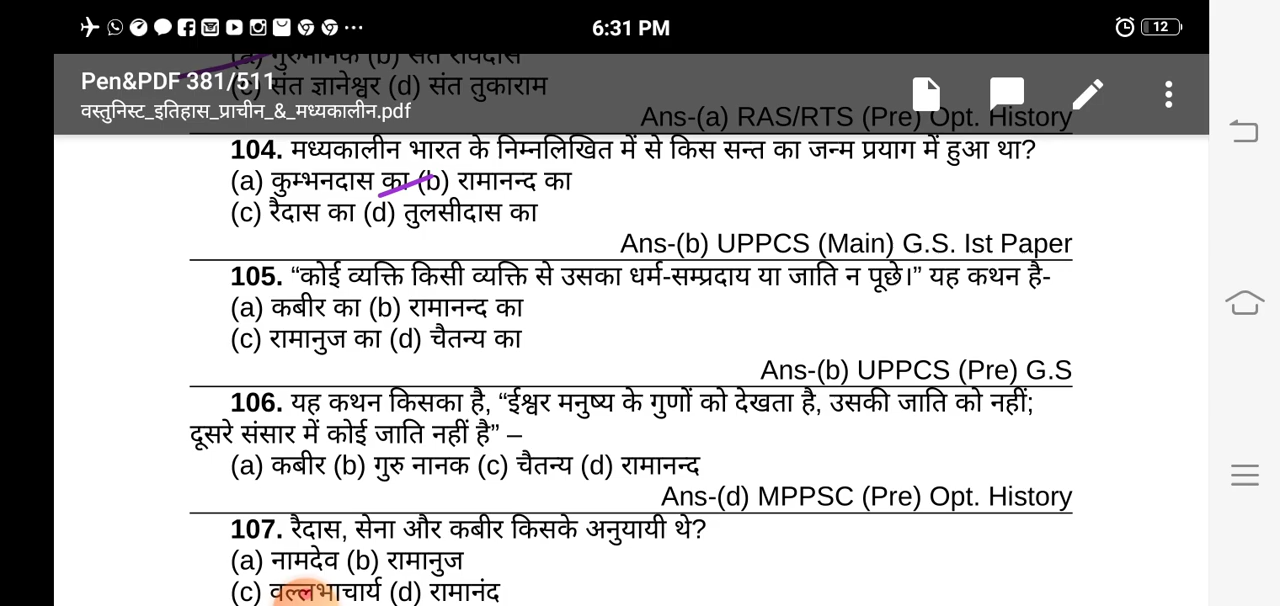 6:31 PM
12
(a) गुरुनानक (b) संत रविदास
Pen&PDF 381/511
(c) संत ज्ञानेश्वर (d) संत तुकाराम
वस्तुनिस्ट_इतिहास_प्राचीन_&_मध्यकालीन.pdf
Ans-(a) RAS/RTS (Pre) Opt. History
104. मध्यकालीन भारत के निम्नलिखित में से किस सन्त का जन्म प्रयाग में हुआ था?
(a) कुम्भनदास का (b) रामानन्द का
(c) रैदास का (d) तुलसीदास का
Ans-(b) UPPCS (Main) G.S. Ist Paper
105. “कोई व्यक्ति किसी व्यक्ति से उसका धर्म-सम्प्रदाय या जाति न पूछे।” यह कथन है-
(a) कबीर का (b) रामानन्द का
(c) रामानुज का (d) चैतन्य का
Ans-(b) UPPCS (Pre) G.S
106. यह कथन किसका है, “ईश्वर मनुष्य के गुणों को देखता है, उसकी जाति को नहीं;
दूसरे संसार में कोई जाति नहीं है” –
(a) कबीर (b) गुरु नानक (c) चैतन्य (d) रामानन्द
Ans-(d) MPPSC (Pre) Opt. History
107. रैदास, सेना और कबीर किसके अनुयायी थे?
(a) नामदेव (b) रामानुज
(c) वल्लभाचार्य (d) रामानंद